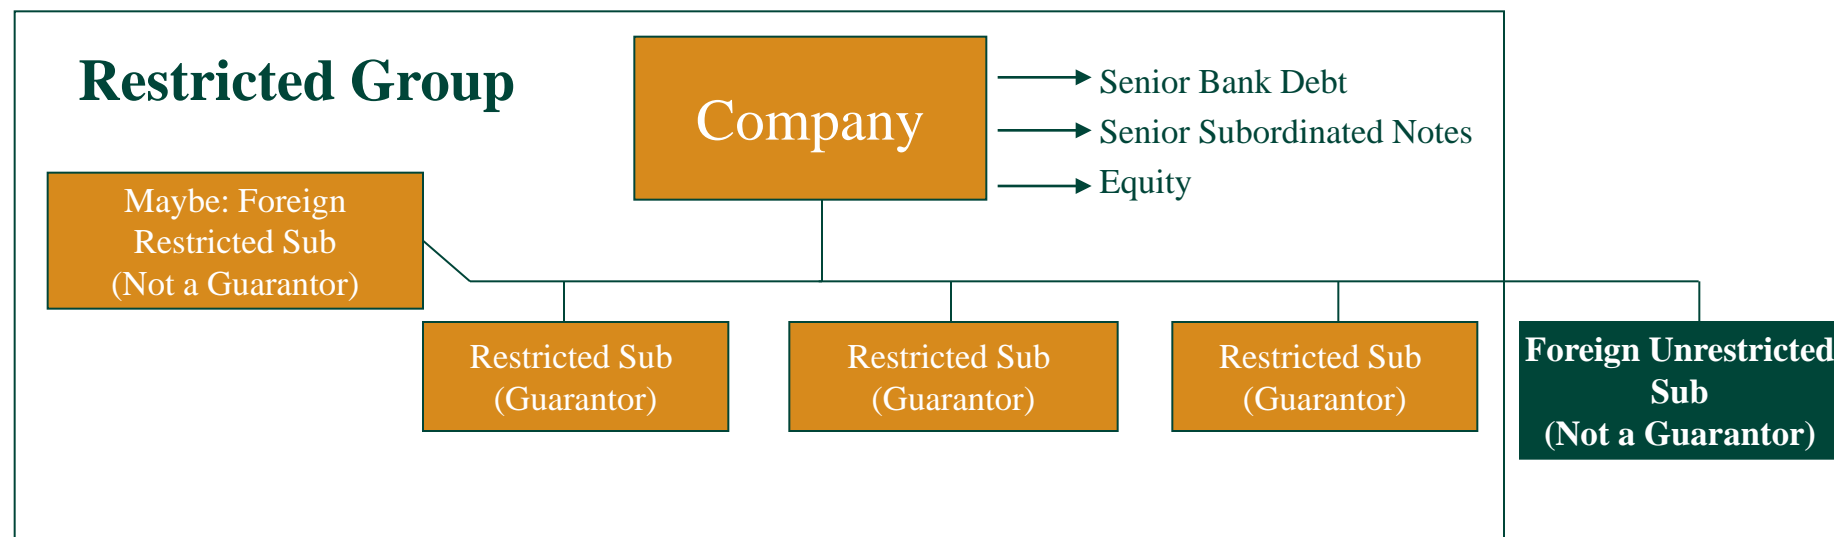 Restricted Group
Company
Senior Bank Debt
Senior Subordinated Notes
Equity
Maybe: Foreign
Restricted Sub
(Not a Guarantor)
Restricted Sub
(Guarantor)
Restricted Sub
(Guarantor)
Restricted Sub
(Guarantor)
Foreign Unrestricted
Sub
(Not a Guarantor)